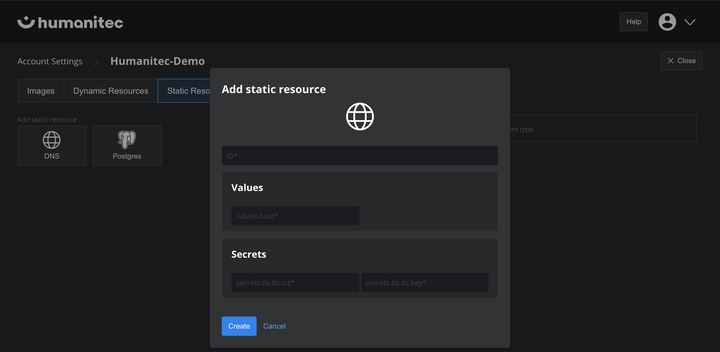 humanitec
Help
Account Settings
Humanitec-Demo
Close
Images
Dynamic Resources
Static Reso
Add static resource
DNS
Postgres
nt type
Add static resource
ID*
Values
values.host*
Secrets
secrets.tls.tls.crt*
secrets.tls.tls.key*
Create
Cancel